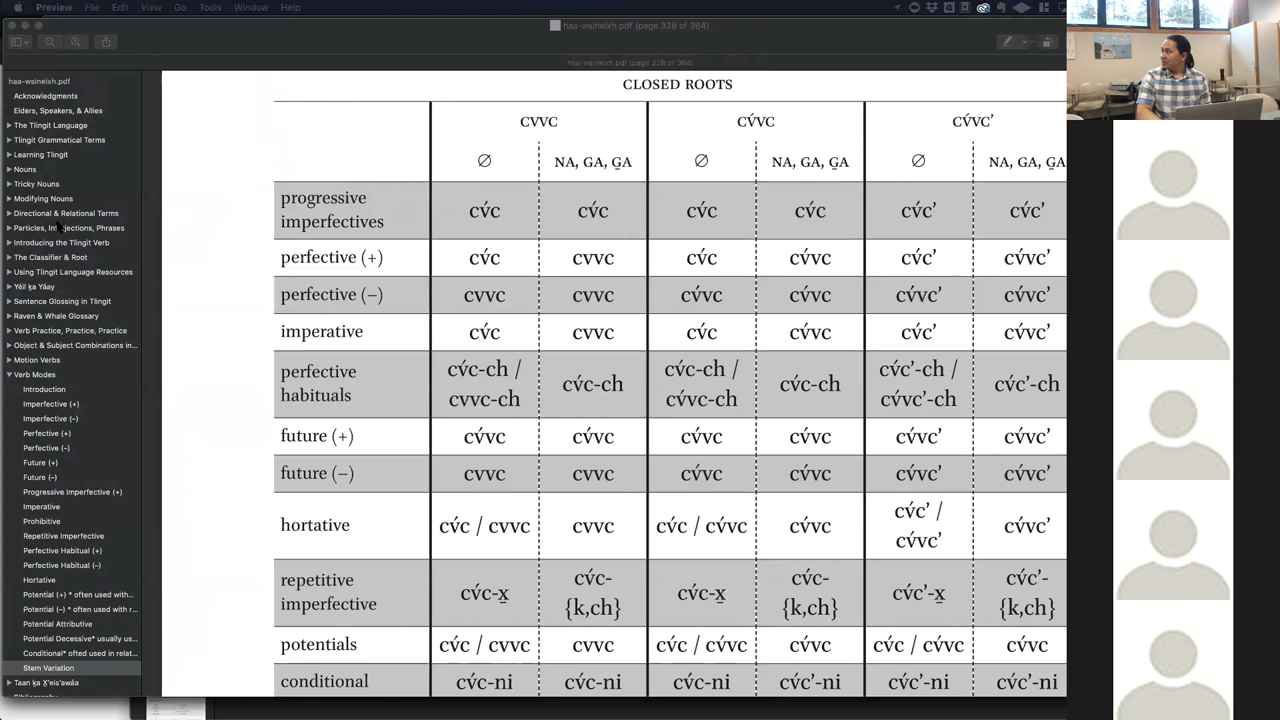 Preview File Edit View Go Tools Window Help
haa-wsineixh.pdf (page 328 of 364)
haa-wsineixh.pdf (page 328 of 364)
haa-wsineixh.pdf
Acknowledgments
Elders, Speakers, & Allies
The Tlingit Language
Tlingit Grammatical Terms
Learning Tlingit
Nouns
Tricky Nouns
Modifying Nouns
Directional & Relational Terms
Particles, Interjections, Phrases
Introducing the Tlingit Verb
The Classifier & Root
Using Tlingit Language Resources
Yéil ḵa Yáay
Sentence Glossing in Tlingit
Raven & Whale Glossary
Verb Practice, Practice, Practice
Object & Subject Combinations in...
Motion Verbs
Verb Modes
Introduction
Imperfective (+)
Imperfective (–)
Perfective (+)
Perfective (–)
Future (+)
Future (–)
Progressive Imperfective (+)
Imperative
Prohibitive
Repetitive Imperfective
Perfective Habitual (+)
Perfective Habitual (–)
Hortative
Potential (+) * often used with...
Potential (–) * often used with r...
Potential Attributive
Potential Decessive* usually us...
Conditional* ofted used in relat...
Stem Variation
Taan ḵa X̱'eis'awáa
CLOSED ROOTS
CVVC CV́VC CV́VC’
∅ NA, GA, G̱A ∅ NA, GA, G̱A ∅ NA, GA, G̱A
progressive
imperfectives cv́c cv́c cv́c cv́c cv́c’ cv́c’
perfective (+) cv́c cvvc cv́c cv́vc cv́c’ cv́vc’
perfective (–) cvvc cvvc cv́vc cv́vc cv́vc’ cv́vc’
imperative cv́c cvvc cv́c cv́vc cv́c’ cv́vc’
perfective
habituals cv́c-ch / cv́c-ch cv́c-ch / cv́c-ch cv́c’-ch / cv́c’-ch
cvvc-ch cv́vc-ch cv́vc’-ch
future (+) cv́vc cv́vc cv́vc cv́vc cv́vc’ cv́vc’
future (–) cvvc cvvc cv́vc cv́vc cv́vc’ cv́vc’
hortative cv́c / cvvc cvvc cv́c / cv́vc cv́vc cv́c’ / cv́vc’
cv́vc’
repetitive
imperfective cv́c-x̱ cv́c-{k,ch} cv́c-x̱ cv́c-{k,ch} cv́c’-x̱ cv́c’-{k,ch}
potentials cv́c / cvvc cvvc cv́c / cv́vc cv́vc cv́c’ / cv́vc cv́vc
conditional cv́c-ni cv́c-ni cv́c-ni cv́c’-ni cv́c’-ni cv́c’-ni